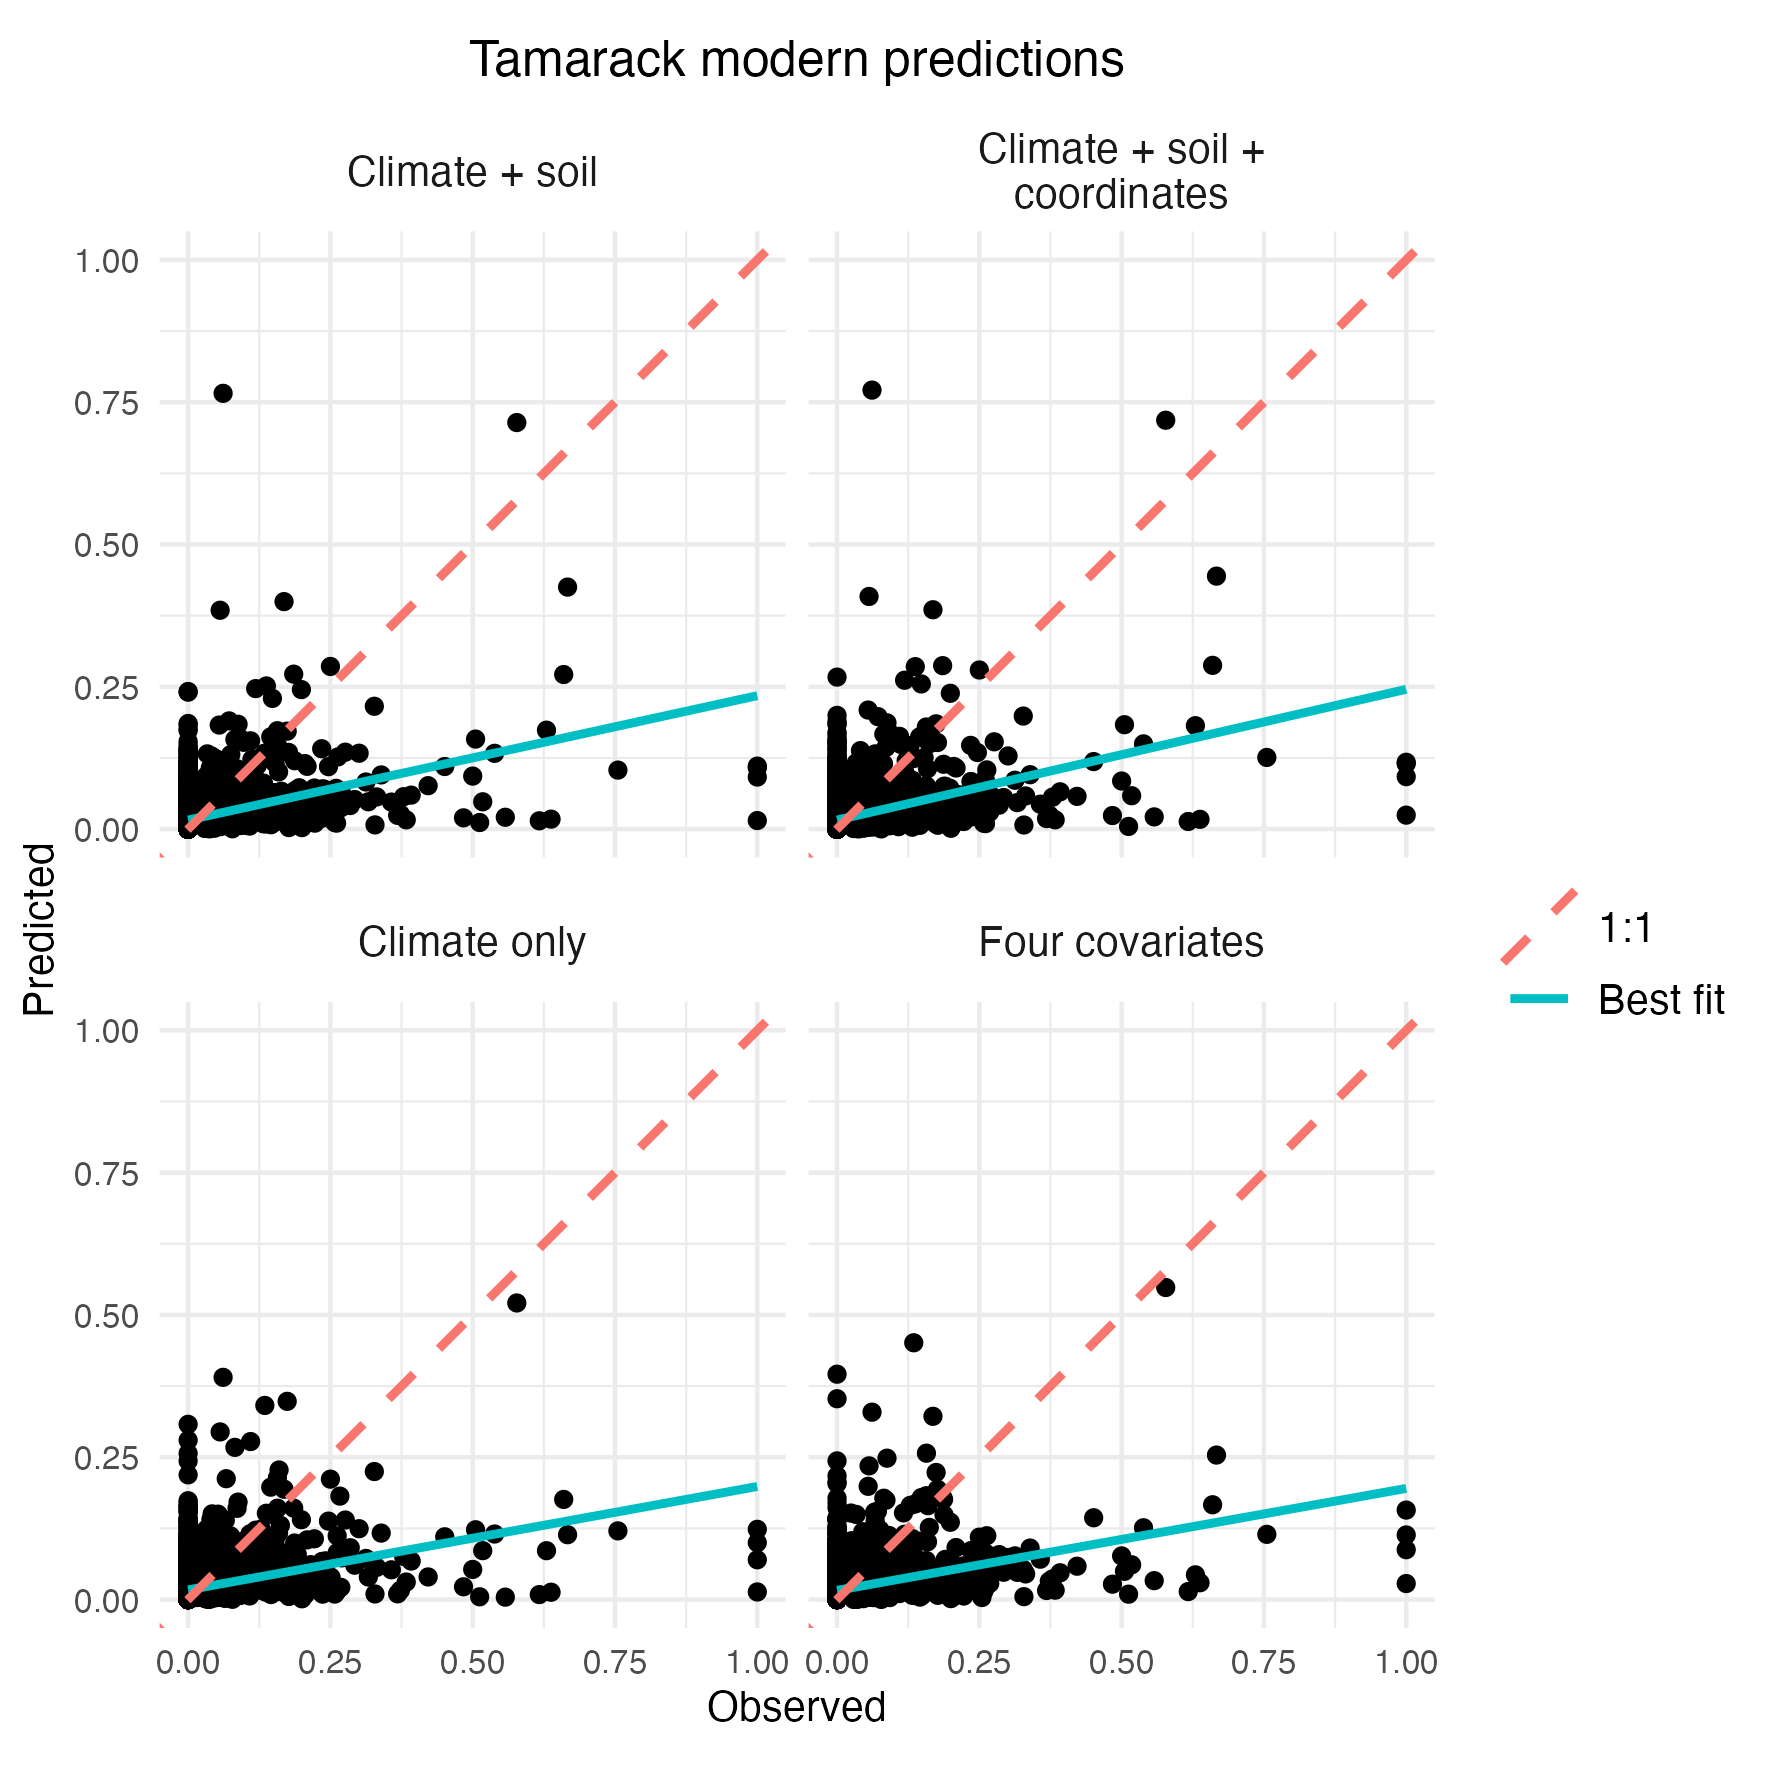 Tamarack modern predictions
Climate + soil
Climate + soil +
coordinates
1.00
0.75
0.50
0.25
0.00
Predicted
Climate only
Four covariates
1:1
Best fit
1.00
0.75
0.50
0.25
0.00
0.00 0.25 0.50 0.75 1.00 0.00 0.25 0.50 0.75 1.00
Observed